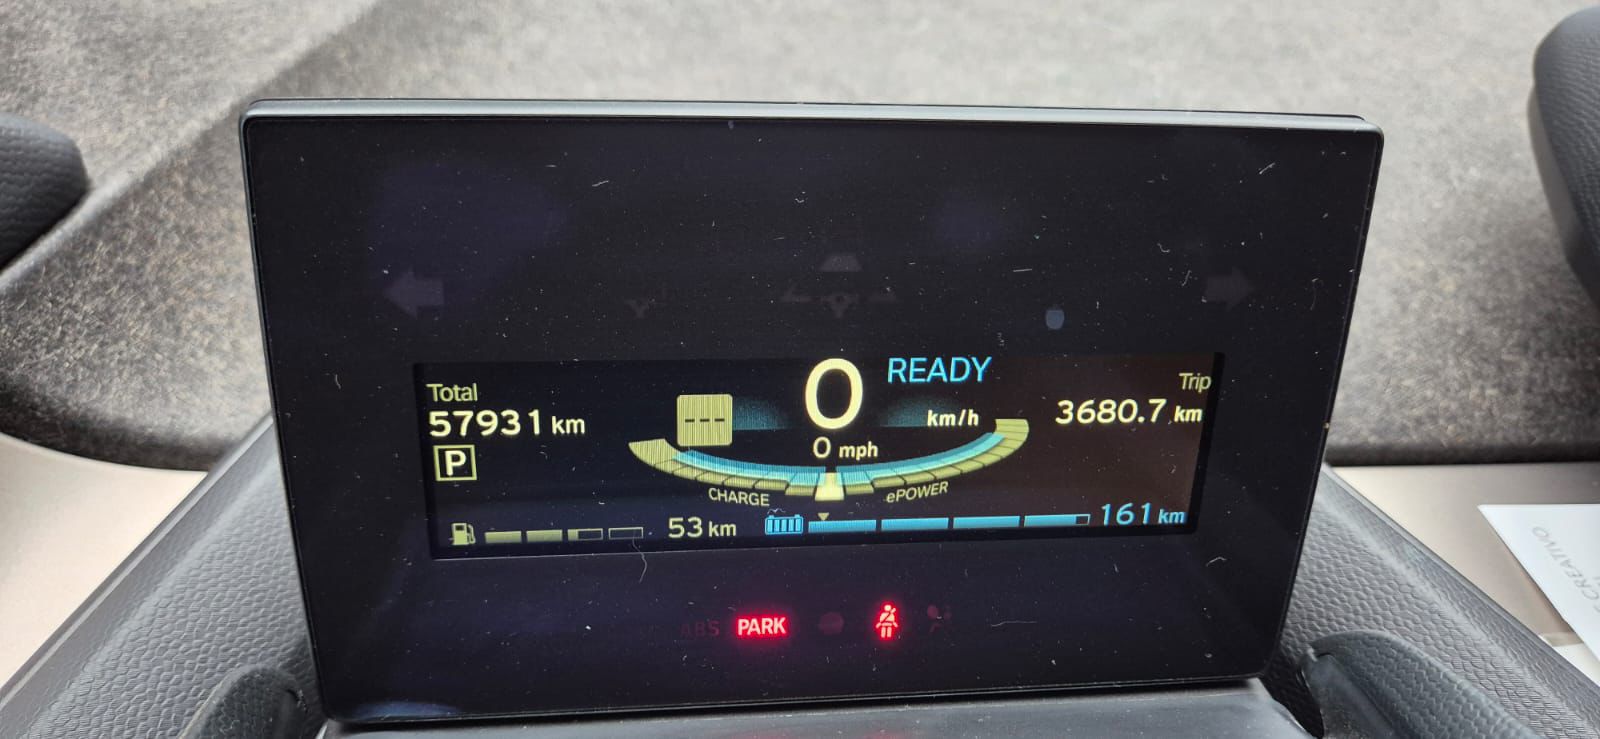 READY
Total
57931 km
P
---
0
km/h
0 mph
Trip
3680.7 km
CHARGE
ePOWER
53 km
161 km
ABS
PARK
CREATIVO